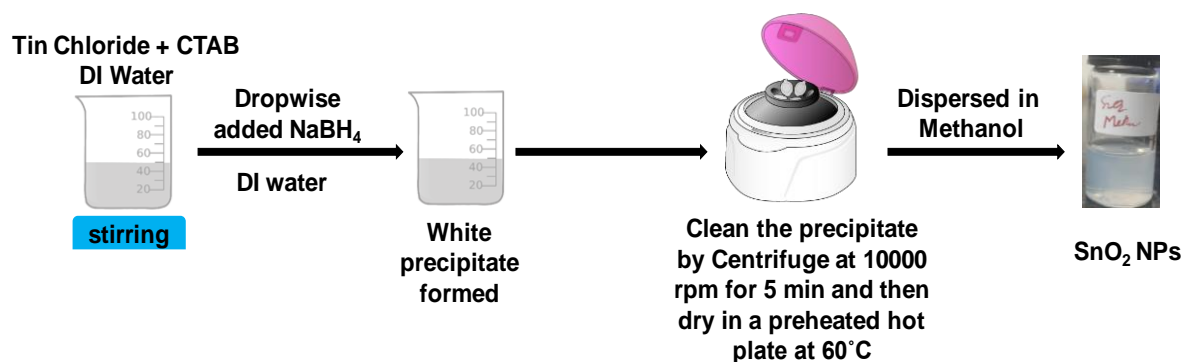 Tin Chloride + CTAB
DI Water
100
80
60
40
20
stirring
Dropwise
added NaBH₄
DI water
100
80
60
40
20
White
precipitate
formed
Clean the precipitate
by Centrifuge at 10000
rpm for 5 min and then
dry in a preheated hot
plate at 60˚C
Dispersed in
Methanol
SnO₂ NPs